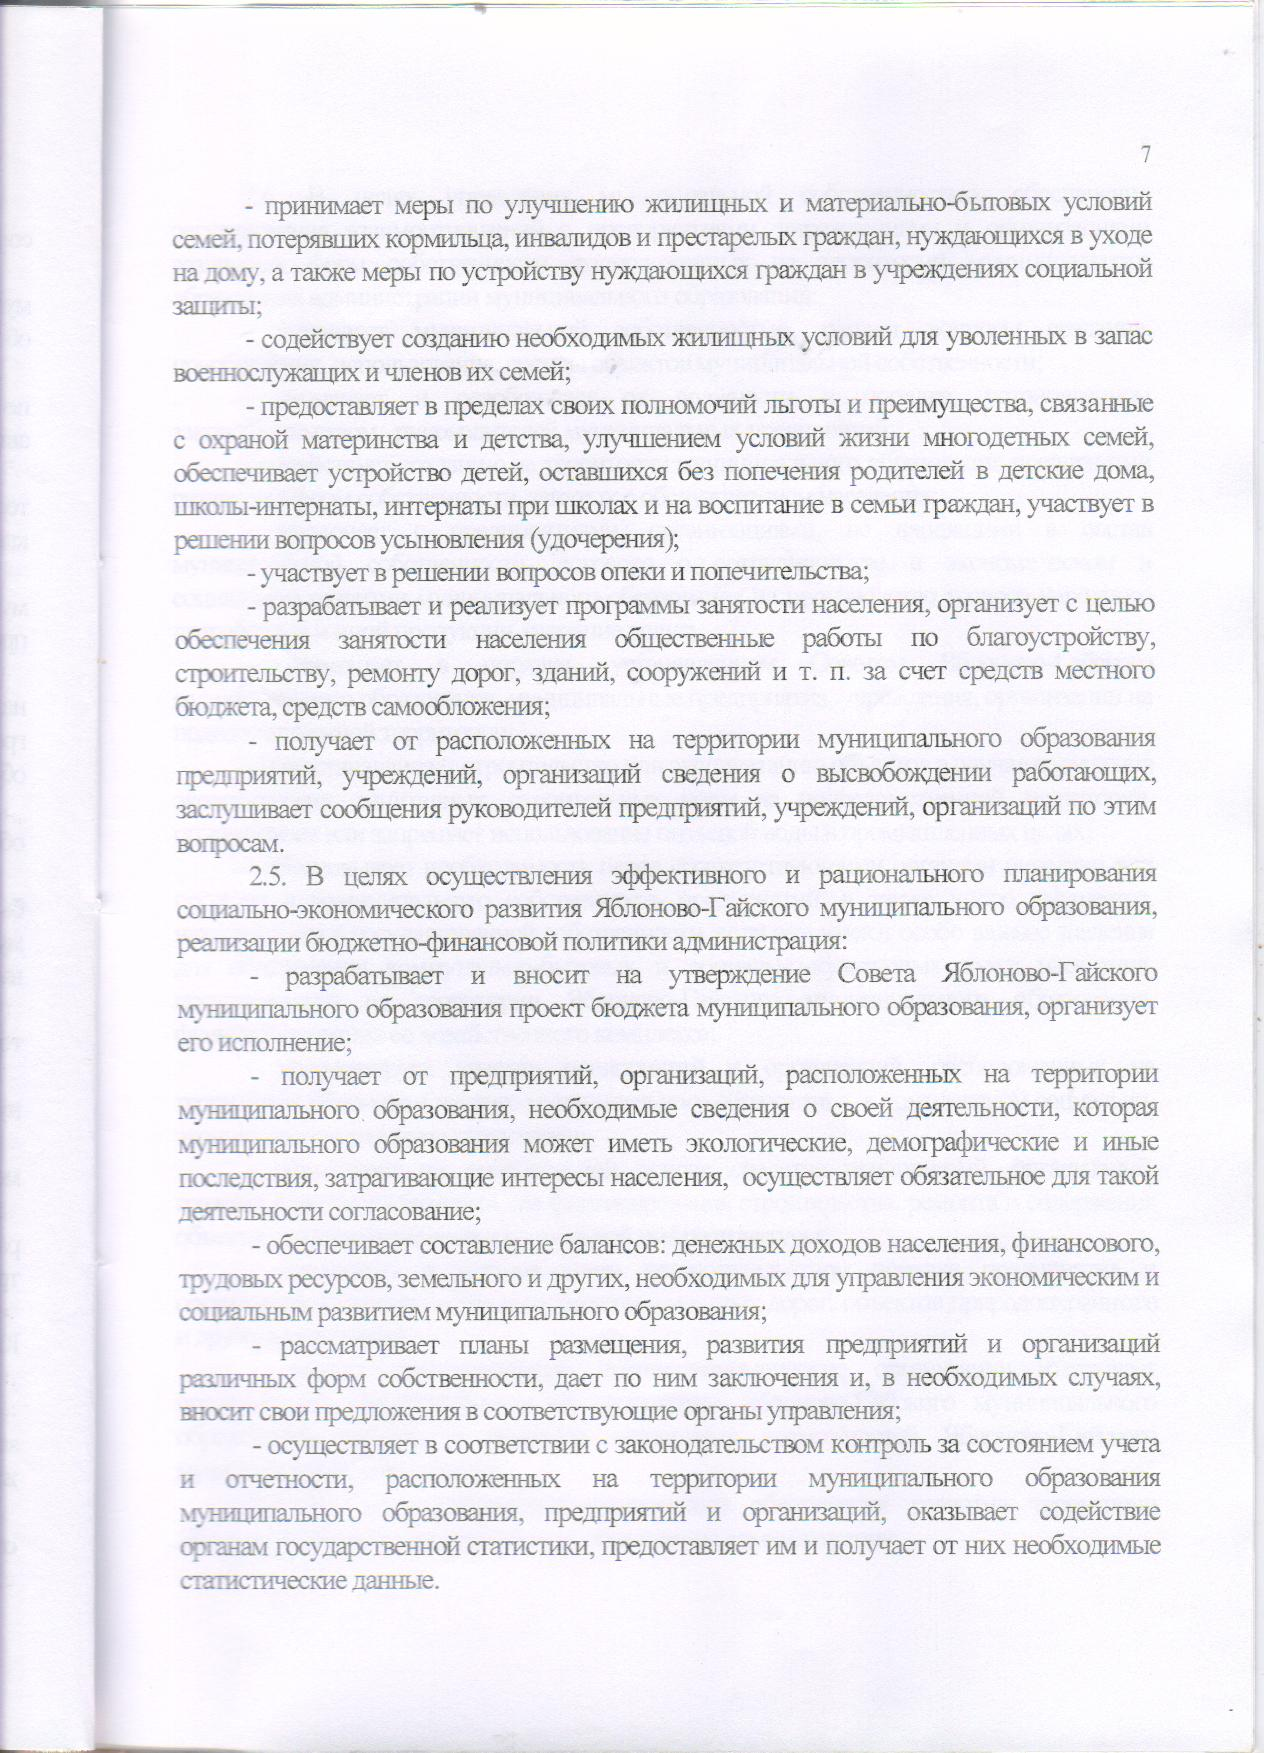 7
- принимает меры по улучшению жилищных и материально-бытовых условий
семей, потерявших кормильца, инвалидов и престарелых граждан, нуждающихся в уходе
на дому, а также меры по устройству нуждающихся граждан в учреждениях социальной
защиты;
- содействует созданию необходимых жилищных условий для уволенных в запас
военнослужащих и членов их семей;
- предоставляет в пределах своих полномочий льготы и преимущества, связанные
с охраной материнства и детства, улучшением условий жизни многодетных семей,
обеспечивает устройство детей, оставшихся без попечения родителей в детские дома,
школы-интернаты, интернаты при школах и на воспитание в семьи граждан, участвует в
решении вопросов усыновления (удочерения);
- участвует в решении вопросов опеки и попечительства;
- разрабатывает и реализует программы занятости населения, организует с целью
обеспечения занятости населения общественные работы по благоустройству,
строительству, ремонту дорог, зданий, сооружений и т. п. за счет средств местного
бюджета, средств самообложения;
- получает от расположенных на территории муниципального образования
предприятий, учреждений, организаций сведения о высвобождении работающих,
заслушивает сообщения руководителей предприятий, учреждений, организаций по этим
вопросам.
2.5. В целях осуществления эффективного и рационального планирования
социально-экономического развития Яблоново-Гайского муниципального образования,
реализации бюджетно-финансовой политики администрация:
- разрабатывает и вносит на утверждение Совета Яблоново-Гайского
муниципального образования проект бюджета муниципального образования, организует
его исполнение;
- получает от предприятий, организаций, расположенных на территории
муниципального образования, необходимые сведения о своей деятельности, которая
муниципального образования может иметь экологические, демографические и иные
последствия, затрагивающие интересы населения, осуществляет обязательное для такой
деятельности согласование;
- обеспечивает составление балансов: денежных доходов населения, финансового,
трудовых ресурсов, земельного и других, необходимых для управления экономическим и
социальным развитием муниципального образования;
- рассматривает планы размещения, развития предприятий и организаций
различных форм собственности, дает по ним заключения и, в необходимых случаях,
вносит свои предложения в соответствующие органы управления;
- осуществляет в соответствии с законодательством контроль за состоянием учета
и отчетности, расположенных на территории муниципального образования
муниципального образования, предприятий и организаций, оказывает содействие
органам государственной статистики, предоставляет им и получает от них необходимые
статистические данные.